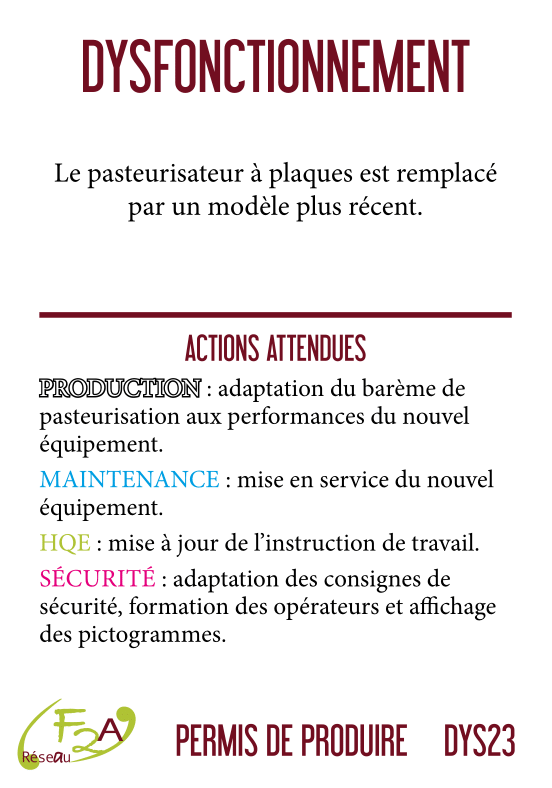 DYSFONCTIONNEMENT
Le pasteurisateur à plaques est remplacé
par un modèle plus récent.
ACTIONS ATTENDUES
PRODUCTION : adaptation du barème de
pasteurisation aux performances du nouvel
équipement.
MAINTENANCE : mise en service du nouvel
équipement.
HQE : mise à jour de l’instruction de travail.
SÉCURITÉ : adaptation des consignes de
sécurité, formation des opérateurs et affichage
des pictogrammes.
F2A
Réseau
PERMIS DE PRODUIRE DYS23